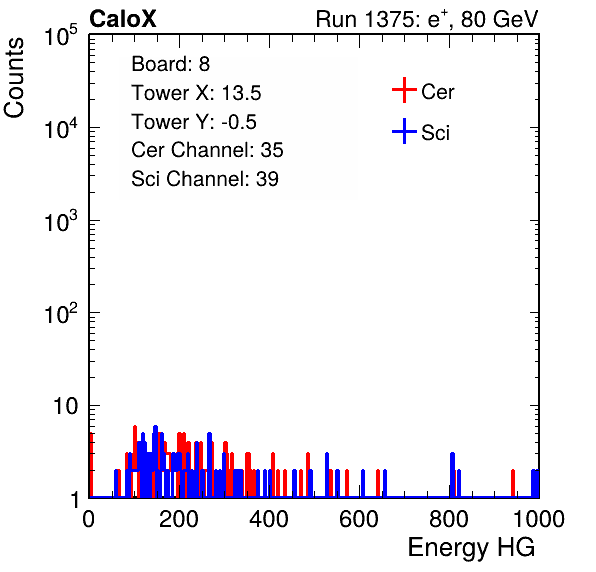 CaloX Run 1375: e⁺, 80 GeV
Counts
10⁵
10⁴
10³
10²
10
1
Board: 8
Tower X: 13.5
Tower Y: -0.5
Cer Channel: 35
Sci Channel: 39
Cer
Sci
0 200 400 600 800 1000
Energy HG